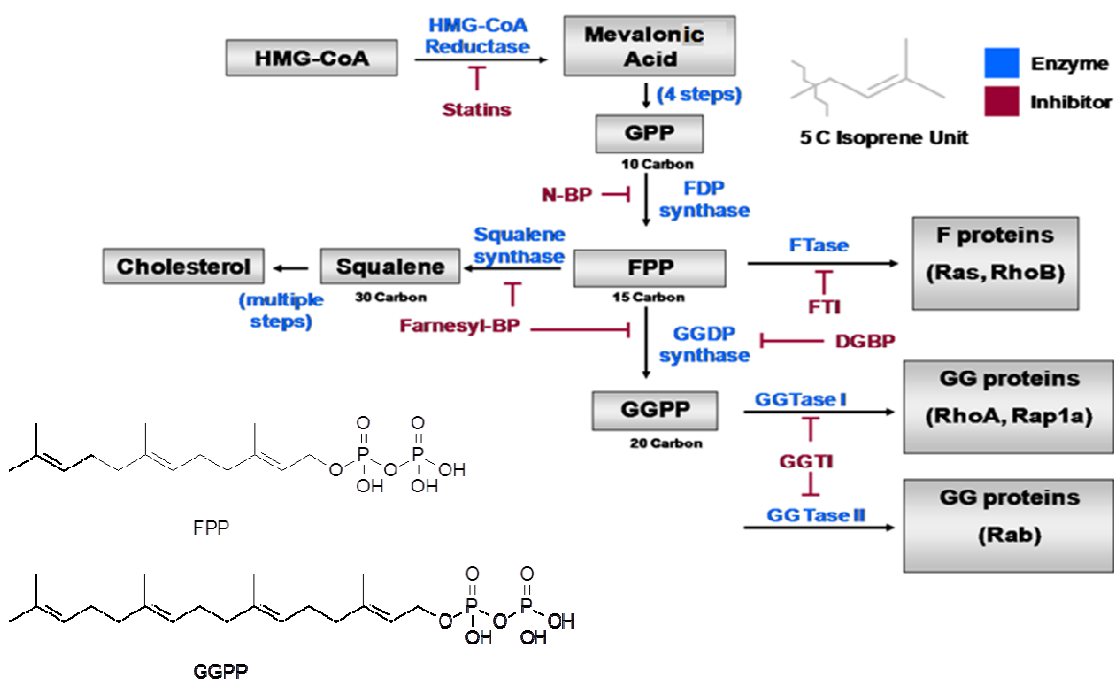 HMG-CoA
HMG-CoA
Reductase
Statins
Mevalonic
Acid
(4 steps)
5 C Isoprene Unit
Enzyme
Inhibitor
GPP
10 Carbon
N-BP
FDP
synthase
Cholesterol
(multiple
steps)
Squalene
30 Carbon
Squalene
synthase
FPP
15 Carbon
Farnesyl-BP
FTase
FTI
F proteins
(Ras, RhoB)
GGDP
synthase
DGBP
GGPP
20 Carbon
GGTase I
GGTI
GGTase II
GG proteins
(RhoA, Rap1a)
GG proteins
(Rab)
O O
O P O P OH
OH OH
FPP
O O
O P O P OH
OH OH
GGPP